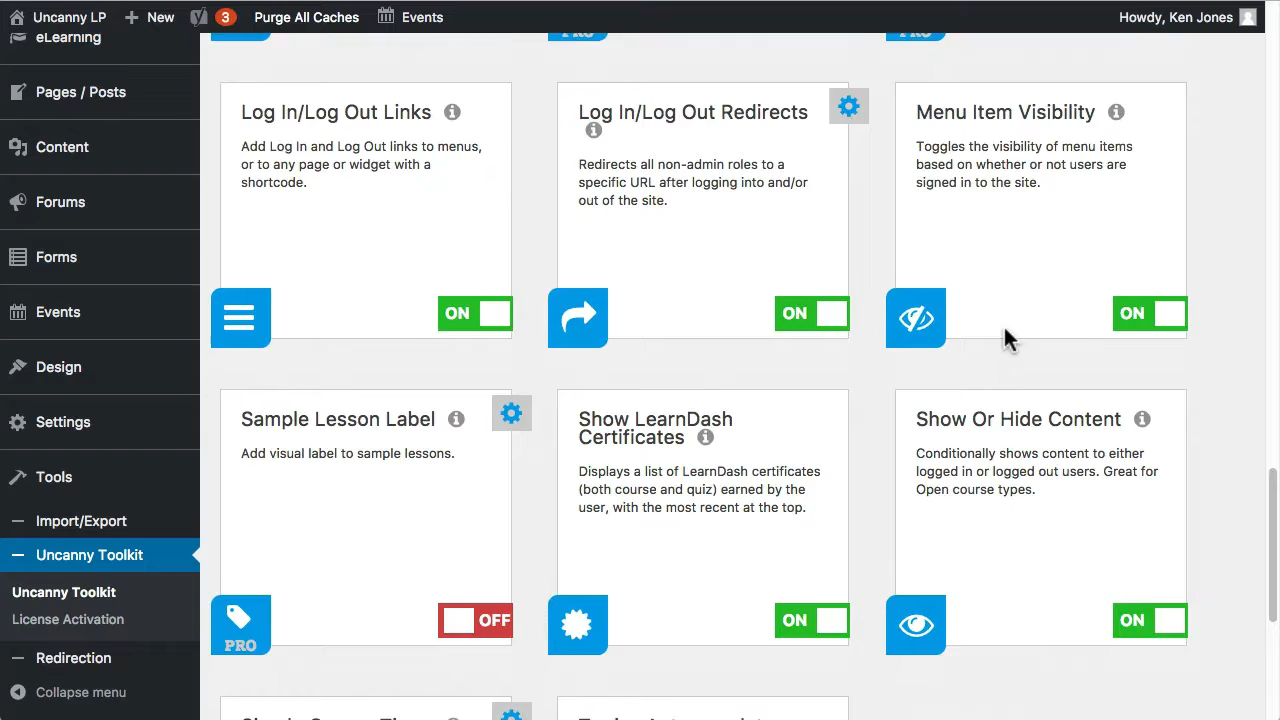 Uncanny LP
New
3
Purge All Caches
Events
Howdy, Ken Jones
eLearning
Pages / Posts
Content
Forums
Forms
Events
Design
Settings
Tools
Import/Export
Uncanny Toolkit
Uncanny Toolkit
License Activation
Redirection
Collapse menu
PRO
PRO
Log In/Log Out Links
Add Log In and Log Out links to menus,
or to any page or widget with a
shortcode.
ON
Log In/Log Out Redirects
Redirects all non-admin roles to a
specific URL after logging into and/or
out of the site.
ON
Menu Item Visibility
Toggles the visibility of menu items
based on whether or not users are
signed in to the site.
ON
Sample Lesson Label
Add visual label to sample lessons.
PRO
OFF
Show LearnDash
Certificates
Displays a list of LearnDash certificates
(both course and quiz) earned by the
user, with the most recent at the top.
ON
Show Or Hide Content
Conditionally shows content to either
logged in or logged out users. Great for
Open course types.
ON